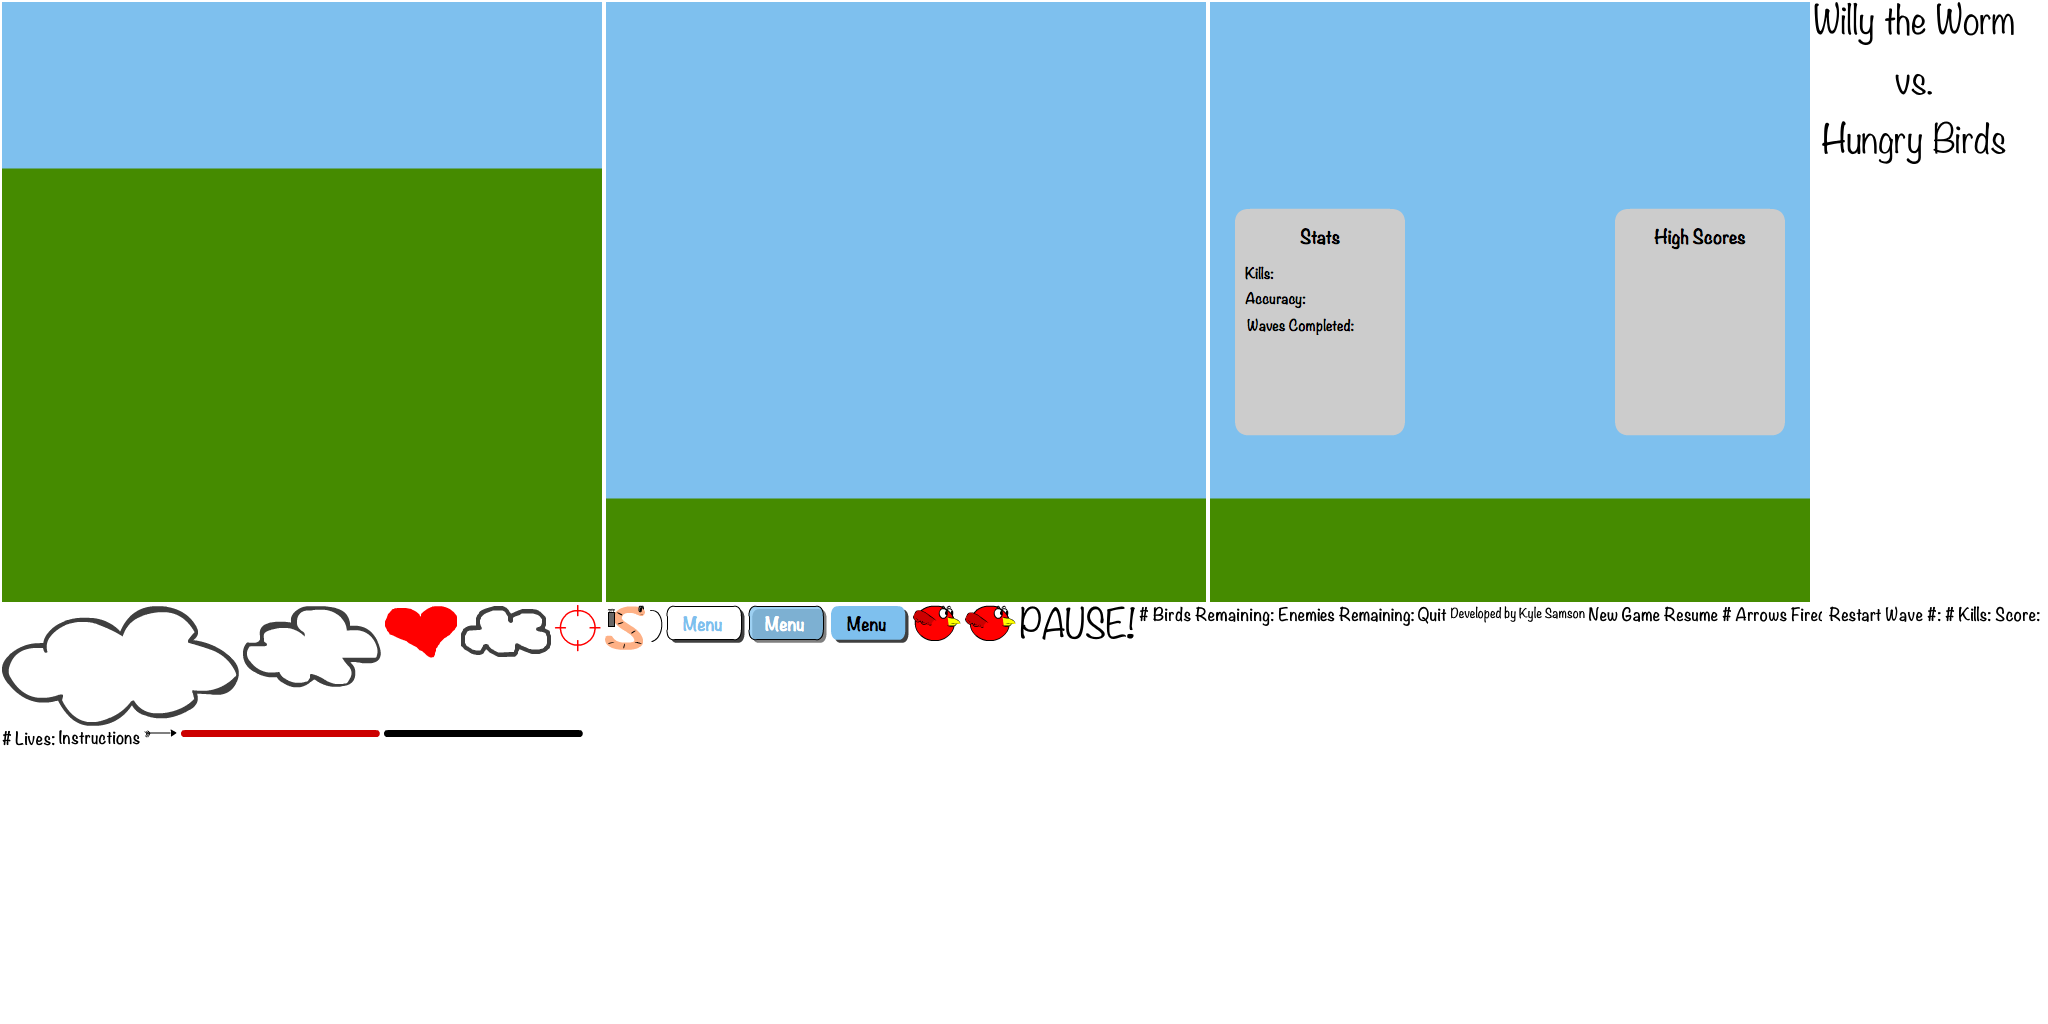 Willy the Worm
vs.
Hungry Birds
Stats
Kills:
Accuracy:
Waves Completed:
High Scores
Menu
Menu
Menu
PAUSE!
# Birds Remaining:
Enemies Remaining:
Quit
Developed by Kyle Samson
New Game
Resume
# Arrows Fired
Restart
Wave #:
# Kills:
Score:
# Lives:
Instructions